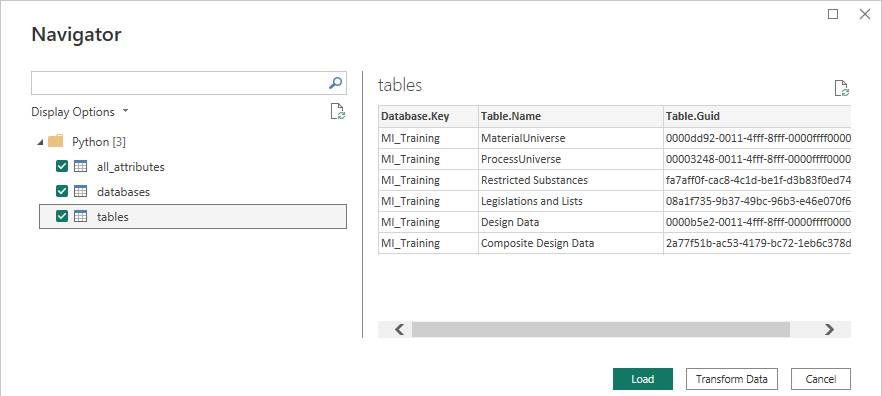 Navigator
Display Options
Python [3]
all_attributes
databases
tables
tables
Database.Key Table.Name Table.Guid
MI_Training MaterialUniverse 0000dd92-0011-4fff-8fff-0000ffff0000
MI_Training ProcessUniverse 00003248-0011-4fff-8fff-0000ffff0000
MI_Training Restricted Substances fa7aff0f-cac8-4c1d-be1f-d3b83f0ed74
MI_Training Legislations and Lists 08a1f735-9b37-49bc-96b3-e46e070f6
MI_Training Design Data 0000b5e2-0011-4fff-8fff-0000ffff0000
MI_Training Composite Design Data 2a77f51b-ac53-4179-bc72-1eb6c378d
Load Transform Data Cancel